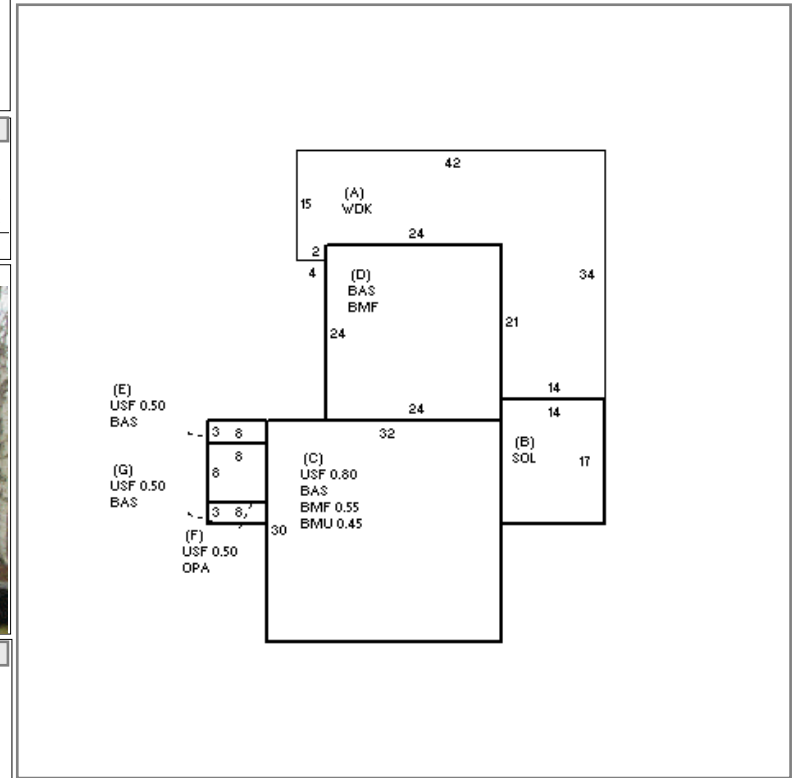 42
15
(A)
WDK
24
2
4
(D)
BAS
BMF
34
21
24
(E)
USF 0.50
BAS
14
24
14
3 8
32
(B)
SOL
17
8
(C)
USF 0.80
BAS
BMF 0.55
BMU 0.45
(G)
USF 0.50
BAS
8
3 8
30
(F)
USF 0.50
OPA